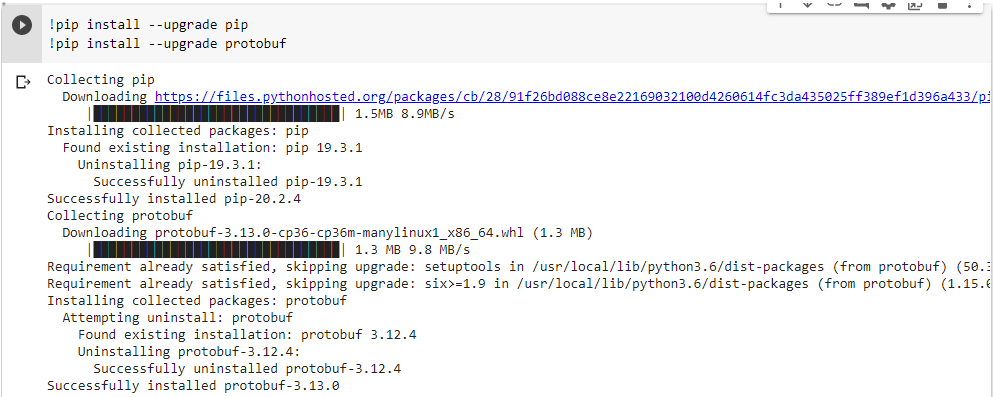 !pip install --upgrade pip
!pip install --upgrade protobuf
Collecting pip
Downloading https://files.pythonhosted.org/packages/cb/28/91f26bd088ce8e22169032100d4260614fc3da435025ff389ef1d396a433/pi
|████████████████████████████████| 1.5MB 8.9MB/s
Installing collected packages: pip
Found existing installation: pip 19.3.1
Uninstalling pip-19.3.1:
Successfully uninstalled pip-19.3.1
Successfully installed pip-20.2.4
Collecting protobuf
Downloading protobuf-3.13.0-cp36-cp36m-manylinux1_x86_64.whl (1.3 MB)
|████████████████████████████████| 1.3 MB 9.8 MB/s
Requirement already satisfied, skipping upgrade: setuptools in /usr/local/lib/python3.6/dist-packages (from protobuf) (50.3
Requirement already satisfied, skipping upgrade: six>=1.9 in /usr/local/lib/python3.6/dist-packages (from protobuf) (1.15.0
Installing collected packages: protobuf
Attempting uninstall: protobuf
Found existing installation: protobuf 3.12.4
Uninstalling protobuf-3.12.4:
Successfully uninstalled protobuf-3.12.4
Successfully installed protobuf-3.13.0